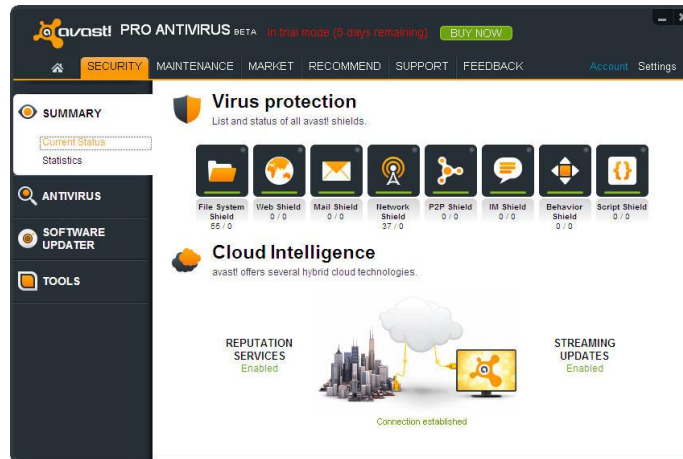 avast! PRO ANTIVIRUS BETA In trial mode (5 days remaining) BUY NOW
SECURITY MAINTENANCE MARKET RECOMMEND SUPPORT FEEDBACK Account Settings
SUMMARY
Current Status
Statistics
ANTIVIRUS
SOFTWARE
UPDATER
TOOLS
Virus protection
List and status of all avast! shields.
File System
Shield
55 / 0
Web Shield
0 / 0
Mail Shield
0 / 0
Network
Shield
37 / 0
P2P Shield
0 / 0
IM Shield
0 / 0
Behavior
Shield
0 / 0
Script Shield
0 / 0
Cloud Intelligence
avast! offers several hybrid cloud technologies.
REPUTATION
SERVICES
Enabled
STREAMING
UPDATES
Enabled
Connection established